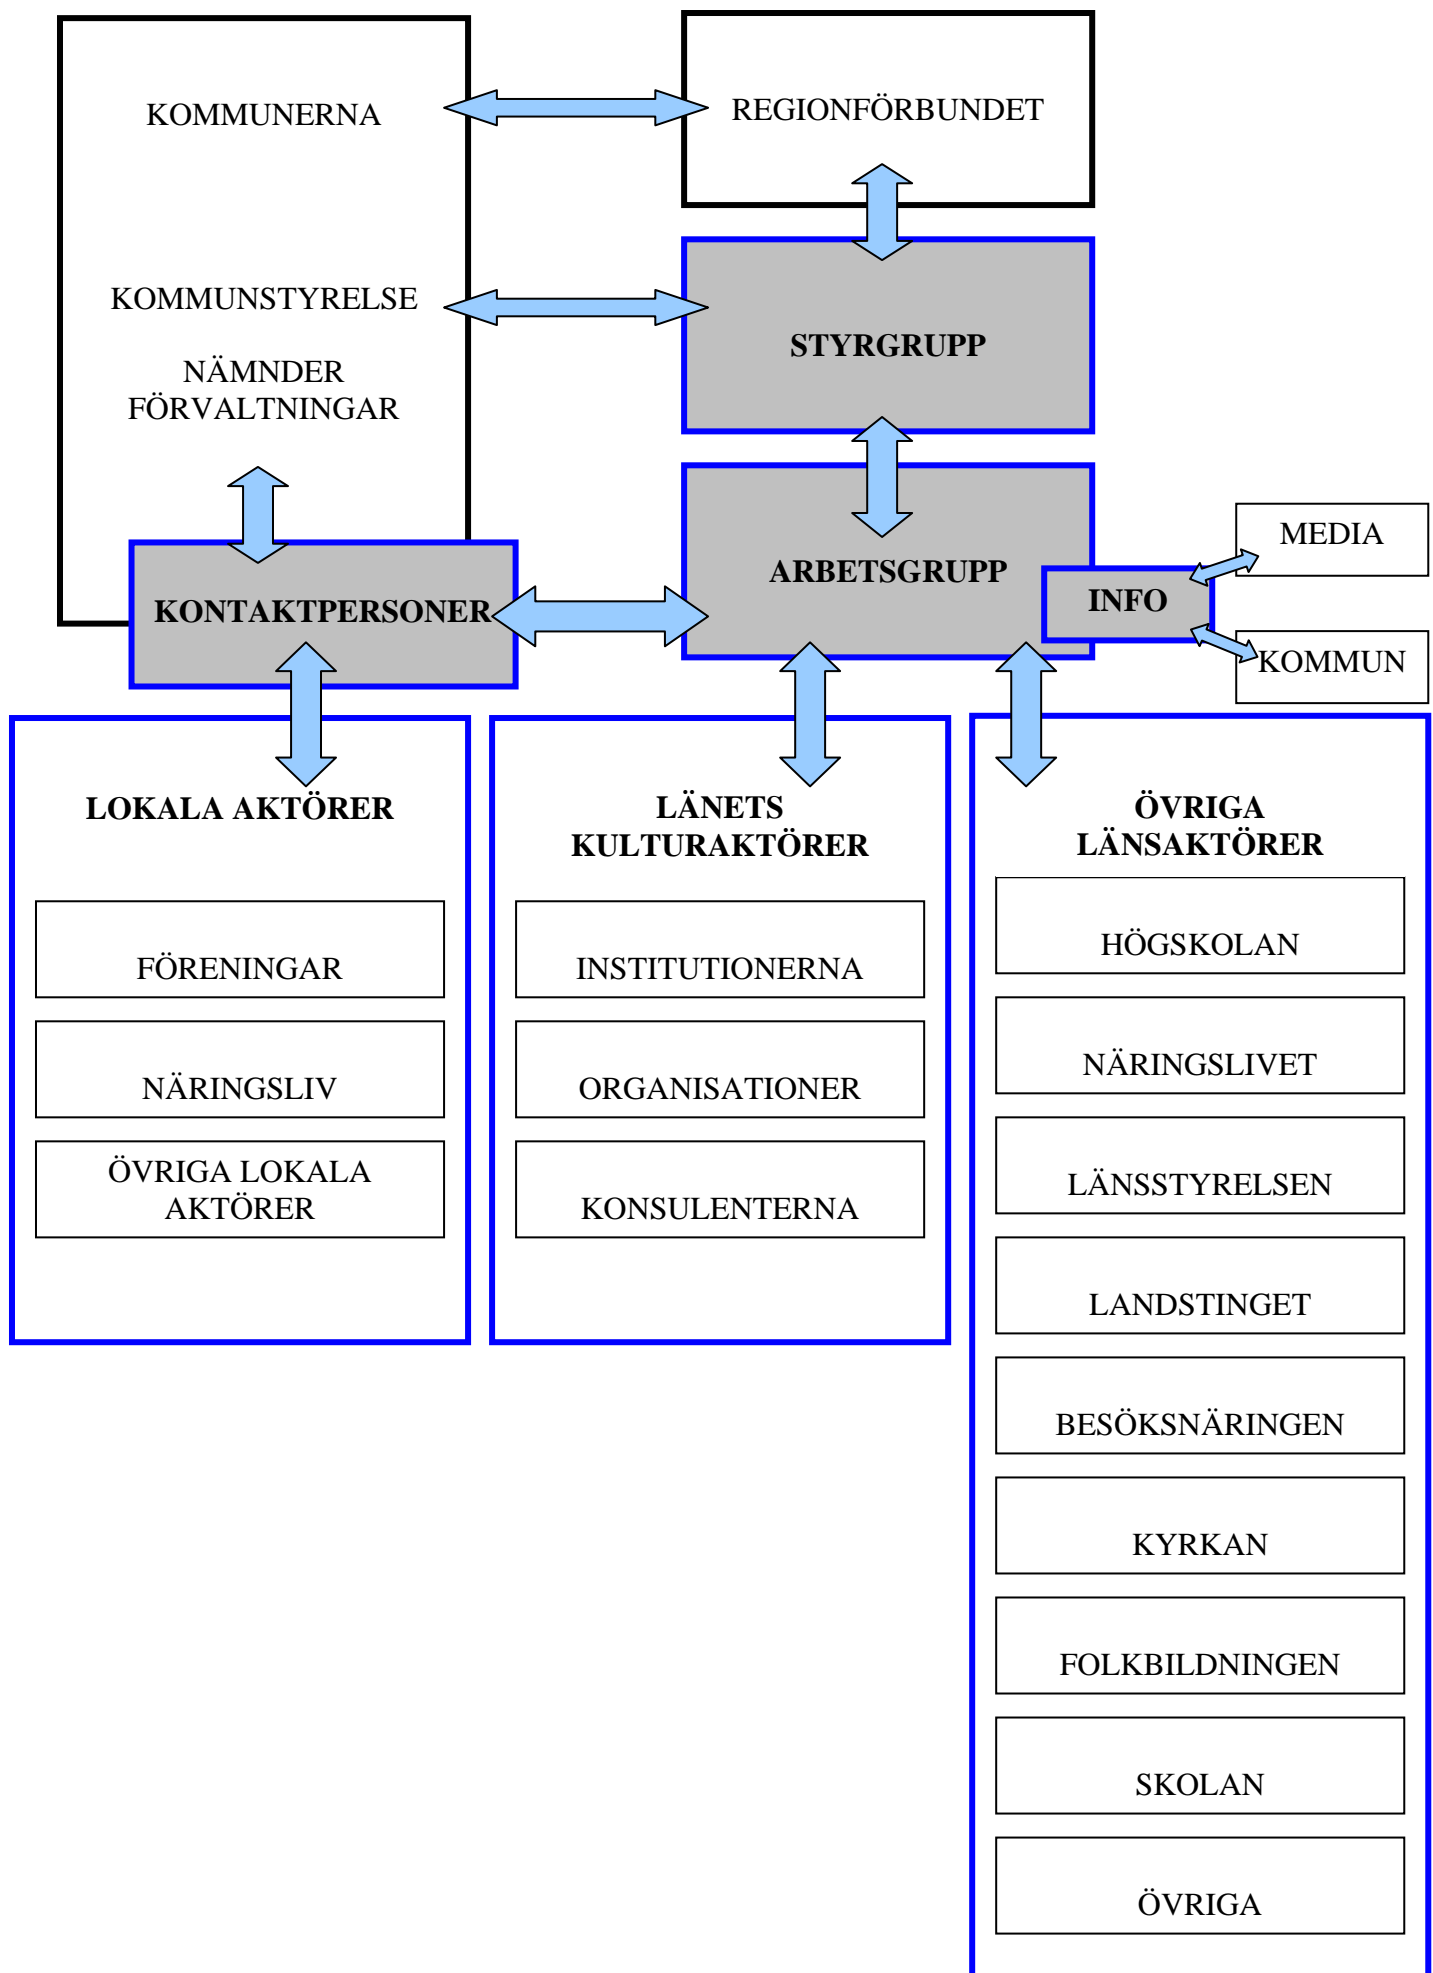 KOMMUNERNA
REGIONFÖRBUNDET
KOMMUNSTYRELSE
NÄMNDER
FÖRVALTNINGAR
STYRGRUPP
ARBETSGRUPP
INFO
MEDIA
KOMMUN
KONTAKTPERSONER
LOKALA AKTÖRER
FÖRENINGAR
NÄRINGSLIV
ÖVRIGA LOKALA
AKTÖRER
LÄNETS
KULTURAKTÖRER
INSTITUTIONERNA
ORGANISATIONER
KONSULENTERNA
ÖVRIGA
LÄNSAKTÖRER
HÖGSKOLAN
NÄRINGSLIVET
LÄNSSTYRELSEN
LANDSTINGET
BESÖKSNÄRINGEN
KYRKAN
FOLKBILDNINGEN
SKOLAN
ÖVRIGA